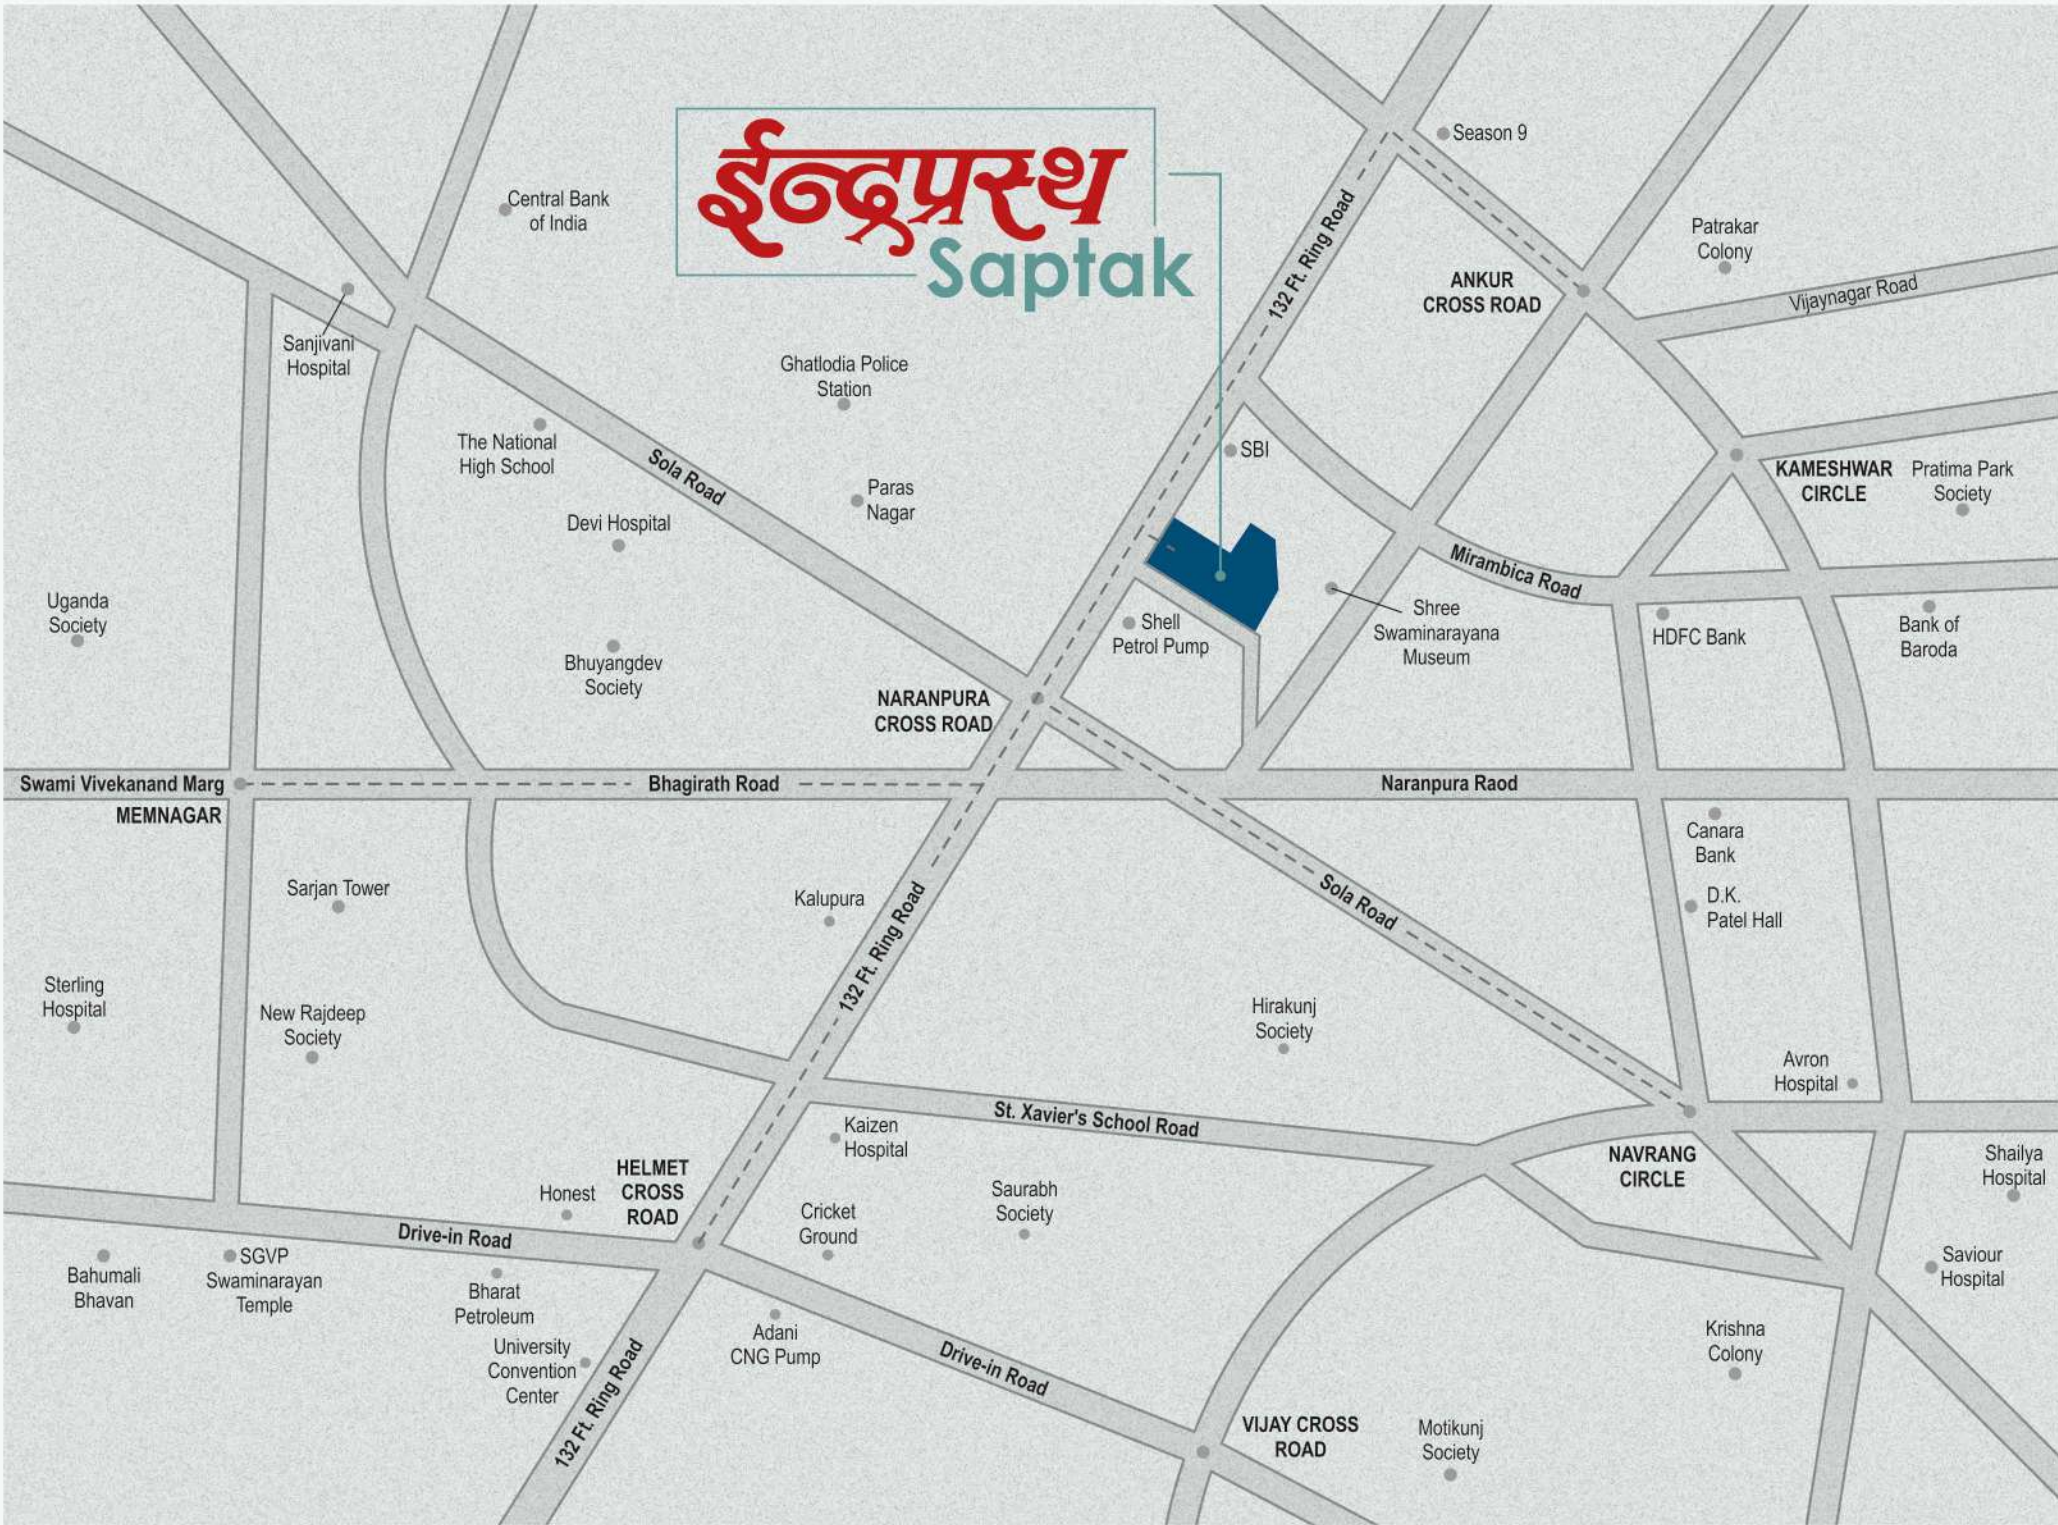 ईन्द्रप्रस्थ
Saptak
Season 9
Central Bank
of India
132 Ft. Ring Road
Patrakar
Colony
ANKUR
CROSS ROAD
Vijaynagar Road
Sanjivani
Hospital
Ghatlodia Police
Station
The National
High School
Sola Road
SBI
Paras
Nagar
KAMESHWAR
CIRCLE
Pratima Park
Society
Devi Hospital
Mirambica Road
Uganda
Society
Shell
Petrol Pump
Shree
Swaminarayana
Museum
HDFC Bank
Bank of
Baroda
Bhuyangdev
Society
NARANPURA
CROSS ROAD
Swami Vivekanand Marg
Bhagirath Road
Naranpura Raod
MEMNAGAR
Canara
Bank
Sarjan Tower
Kalupura
Sola Road
D.K.
Patel Hall
132 Ft. Ring Road
Sterling
Hospital
New Rajdeep
Society
Hirakunj
Society
Avron
Hospital
St. Xavier's School Road
Kaizen
Hospital
HELMET
CROSS
ROAD
NAVRANG
CIRCLE
Shailya
Hospital
Honest
Saurabh
Society
Cricket
Ground
Drive-in Road
SGVP
Swaminarayan
Temple
Bahumali
Bhavan
Saviour
Hospital
Bharat
Petroleum
Adani
CNG Pump
Krishna
Colony
University
Convention
Center
Drive-in Road
132 Ft. Ring Road
VIJAY CROSS
ROAD
Motikunj
Society